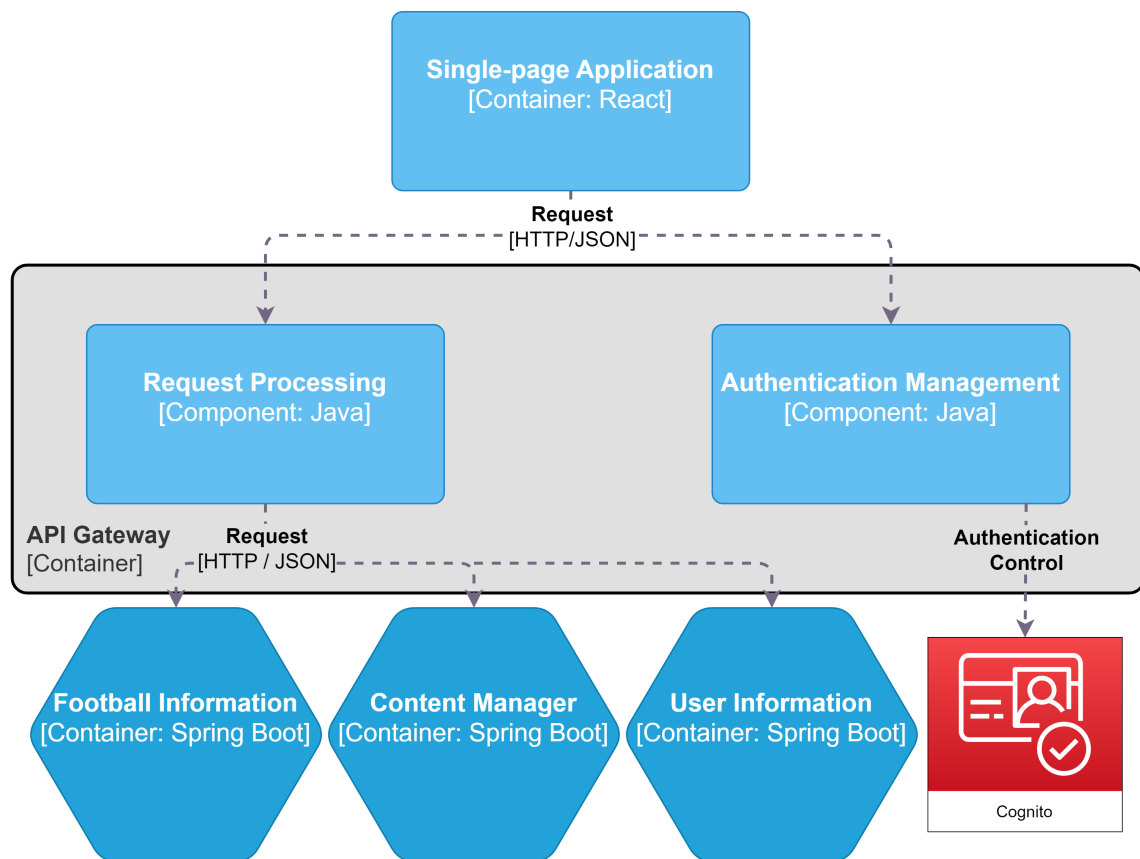 Single-page Application
[Container: React]
Request
[HTTP/JSON]
Request Processing
[Component: Java]
Authentication Management
[Component: Java]
API Gateway
[Container]
Request
[HTTP / JSON]
Authentication
Control
Football Information
[Container: Spring Boot]
Content Manager
[Container: Spring Boot]
User Information
[Container: Spring Boot]
Cognito